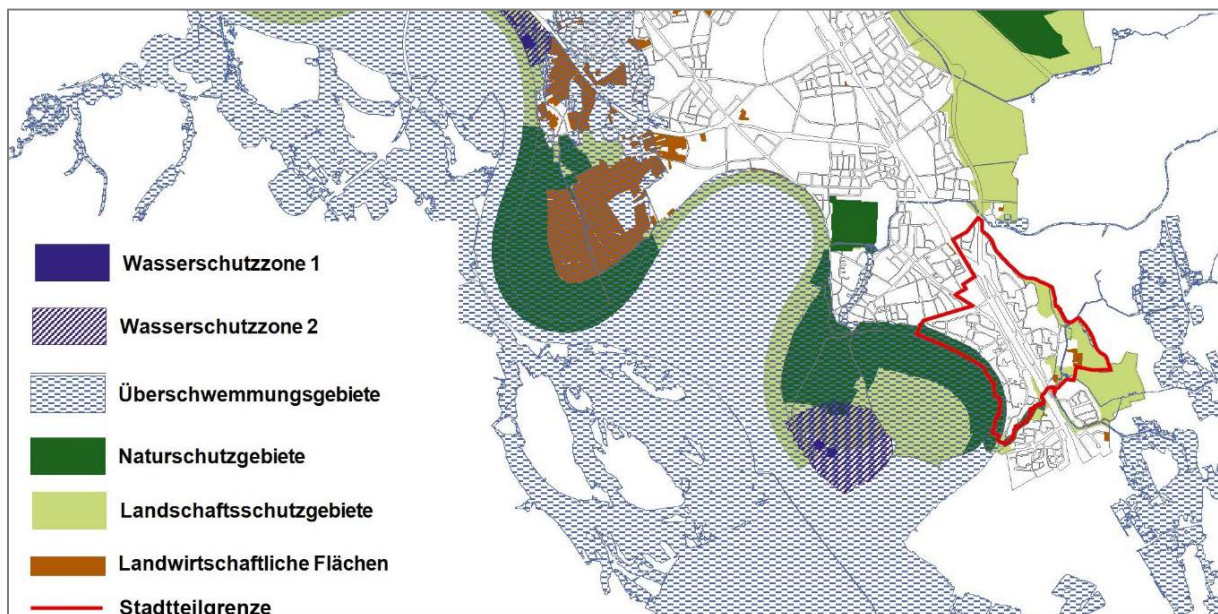 Wasserschutzzone 1
Wasserschutzzone 2
Überschwemmungsgebiete
Naturschutzgebiete
Landschaftsschutzgebiete
Landwirtschaftliche Flächen
Stadtteilgrenze